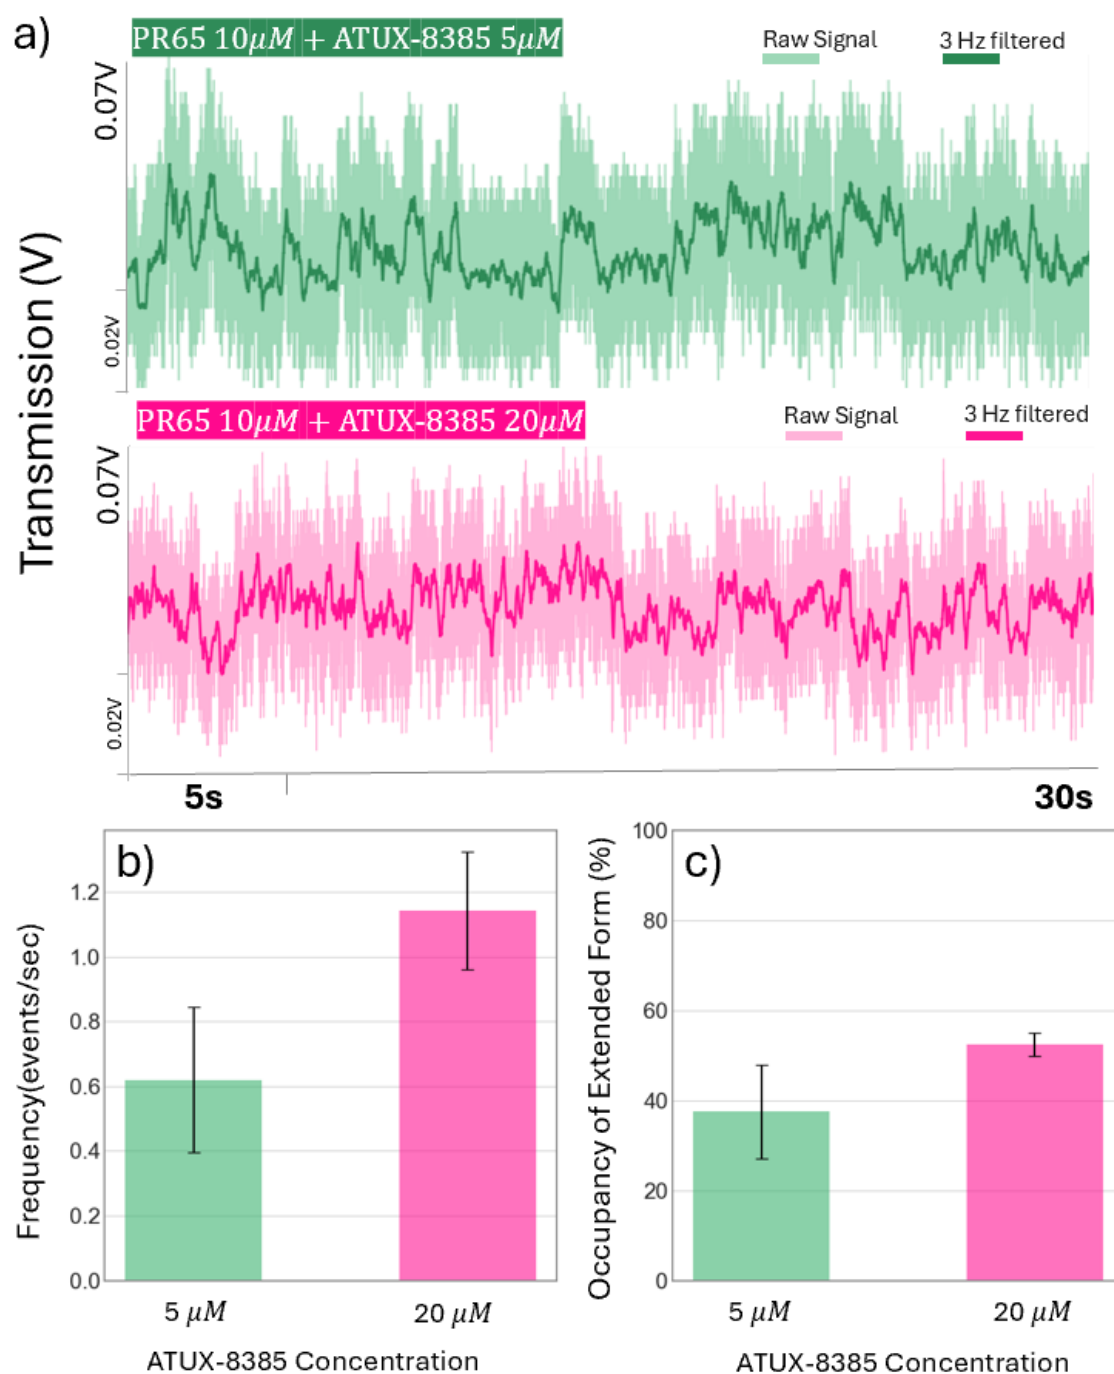 a)
PR65 10μM + ATUX-8385 5μM
Raw Signal
3 Hz filtered
0.07V
0.02V
Transmission (V)
PR65 10μM + ATUX-8385 20μM
Raw Signal
3 Hz filtered
0.07V
0.02V
5s
30s
b)
Frequency(events/sec)
1.2
1.0
0.8
0.6
0.4
0.2
0.0
5 μM
20 μM
ATUX-8385 Concentration
c)
Occupancy of Extended Form (%)
100
80
60
40
20
0
5 μM
20 μM
ATUX-8385 Concentration